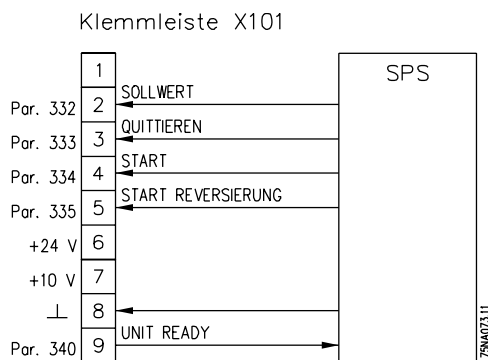 Klemmleiste X101
SPS
1
SOLLWERT
Par. 332 2
QUITTIEREN
Par. 333 3
START
Par. 334 4
START REVERSIERUNG
Par. 335 5
+24 V 6
+10 V 7
⊥ 8
UNIT READY
Par. 340 9